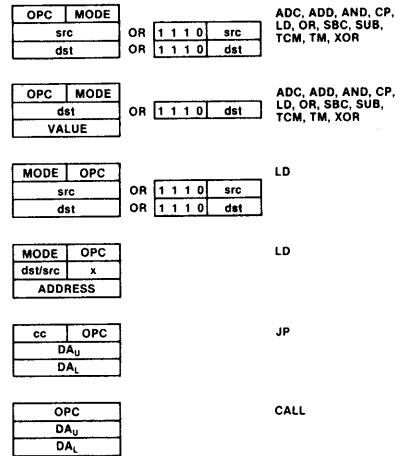 OPC MODE ADC, ADD, AND, CP,
src OR 1 1 1 0 src LD, OR, SBC, SUB,
dst OR 1 1 1 0 dst TCM, TM, XOR
OPC MODE ADC, ADD, AND, CP,
dst OR 1 1 1 0 dst LD, OR, SBC, SUB,
VALUE TCM, TM, XOR
MODE OPC LD
src OR 1 1 1 0 src
dst OR 1 1 1 0 dst
MODE OPC LD
dst/src x
ADDRESS
cc OPC JP
DAU
DAL
OPC CALL
DAU
DAL